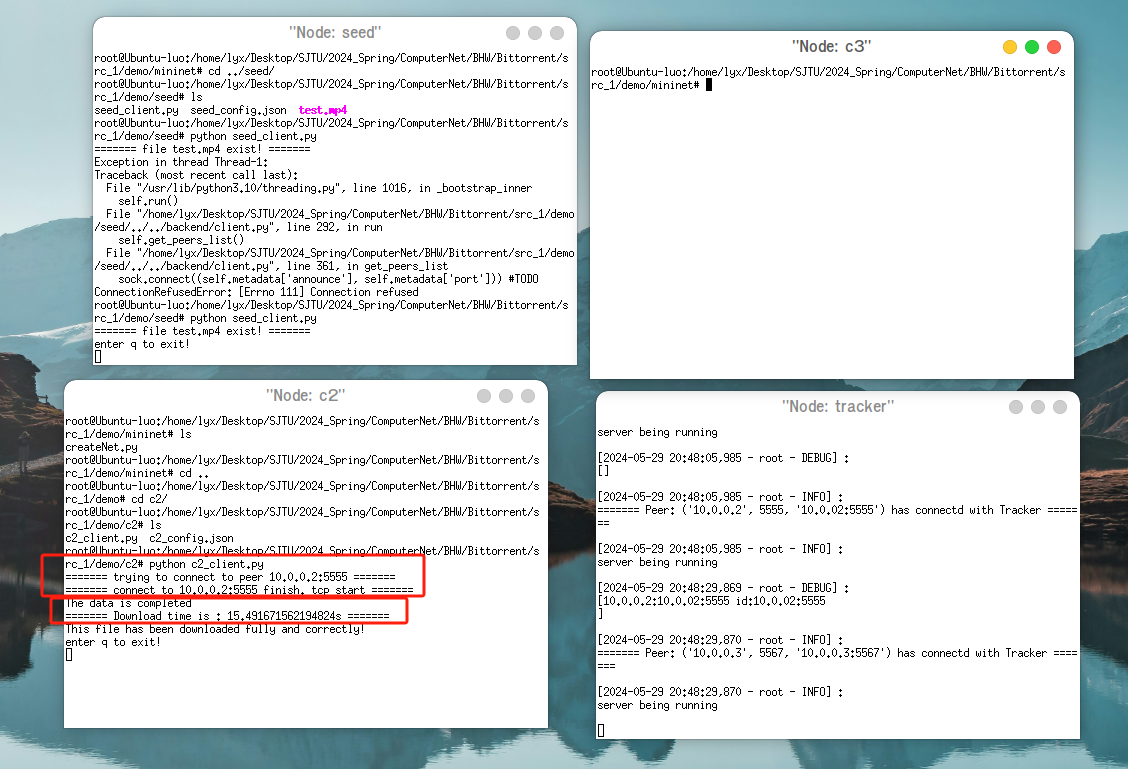 "Node: seed"
root@Ubuntu-luo:/home/lyx/Desktop/SJTU/2024_Spring/ComputerNet/BHW/Bittorrent/s
rc_1/demo/mininet# cd ../seed/
root@Ubuntu-luo:/home/lyx/Desktop/SJTU/2024_Spring/ComputerNet/BHW/Bittorrent/s
rc_1/demo/seed# ls
seed_client.py  seed_config.json  test.mp4
root@Ubuntu-luo:/home/lyx/Desktop/SJTU/2024_Spring/ComputerNet/BHW/Bittorrent/s
rc_1/demo/seed# python seed_client.py
======= file test.mp4 exist! =======
Exception in thread Thread-1:
Traceback (most recent call last):
  File "/usr/lib/python3.10/threading.py", line 1016, in _bootstrap_inner
    self.run()
  File "/home/lyx/Desktop/SJTU/2024_Spring/ComputerNet/BHW/Bittorrent/src_1/demo
/seed/../../backend/client.py", line 292, in run
    self.get_peers_list()
  File "/home/lyx/Desktop/SJTU/2024_Spring/ComputerNet/BHW/Bittorrent/src_1/demo
/seed/../../backend/client.py", line 361, in get_peers_list
    sock.connect((self.metadata['announce'], self.metadata['port'])) #TODO
ConnectionRefusedError: [Errno 111] Connection refused
root@Ubuntu-luo:/home/lyx/Desktop/SJTU/2024_Spring/ComputerNet/BHW/Bittorrent/s
rc_1/demo/seed# python seed_client.py
======= file test.mp4 exist! =======
enter q to exit!
"Node: c3"
root@Ubuntu-luo:/home/lyx/Desktop/SJTU/2024_Spring/ComputerNet/BHW/Bittorrent/s
rc_1/demo/mininet#
"Node: c2"
root@Ubuntu-luo:/home/lyx/Desktop/SJTU/2024_Spring/ComputerNet/BHW/Bittorrent/s
rc_1/demo/mininet# ls
createNet.py
root@Ubuntu-luo:/home/lyx/Desktop/SJTU/2024_Spring/ComputerNet/BHW/Bittorrent/s
rc_1/demo/mininet# cd ..
root@Ubuntu-luo:/home/lyx/Desktop/SJTU/2024_Spring/ComputerNet/BHW/Bittorrent/s
rc_1/demo# cd c2/
root@Ubuntu-luo:/home/lyx/Desktop/SJTU/2024_Spring/ComputerNet/BHW/Bittorrent/s
rc_1/demo/c2# ls
c2_client.py  c2_config.json
root@Ubuntu-luo:/home/lyx/Desktop/SJTU/2024_Spring/ComputerNet/BHW/Bittorrent/s
rc_1/demo/c2# python c2_client.py
======= trying to connect to peer 10.0.0.2:5555 =======
======= connect to 10.0.0.2:5555 finish. tcp start =======
The data is completed
======= Download time is : 15.491671562194824s =======
This file has been downloaded fully and correctly!
enter q to exit!
"Node: tracker"
server being running
[2024-05-29 20:48:05,985 - root - DEBUG] :
[]
[2024-05-29 20:48:05,985 - root - INFO] :
======= Peer: ('10.0.0.2', 5555, '10.0.02:5555') has connectd with Tracker =====
==
[2024-05-29 20:48:05,985 - root - INFO] :
server being running
[2024-05-29 20:48:29,869 - root - DEBUG] :
[10.0.0.2:10.0.02:5555 id:10.0.02:5555
]
[2024-05-29 20:48:29,870 - root - INFO] :
======= Peer: ('10.0.0.3', 5567, '10.0.0.3:5567') has connectd with Tracker ====
===
[2024-05-29 20:48:29,870 - root - INFO] :
server being running